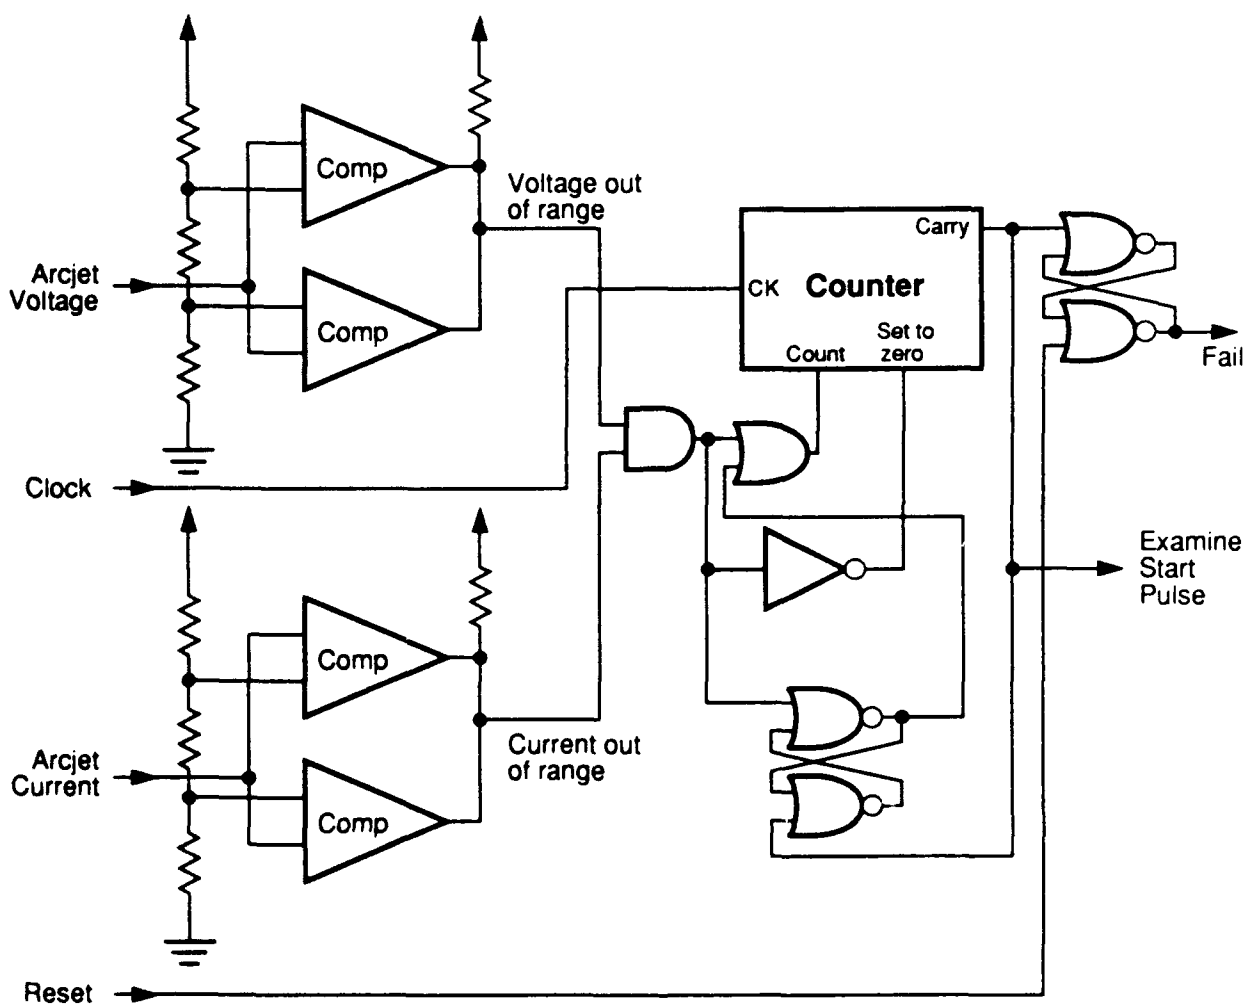 Comp
Voltage out
of range
Carry
Arcjet
Voltage
CK
Counter
Comp
Set to
zero
Count
Fail
Clock
Examine
Start
Pulse
Comp
Current out
of range
Arcjet
Current
Comp
Reset